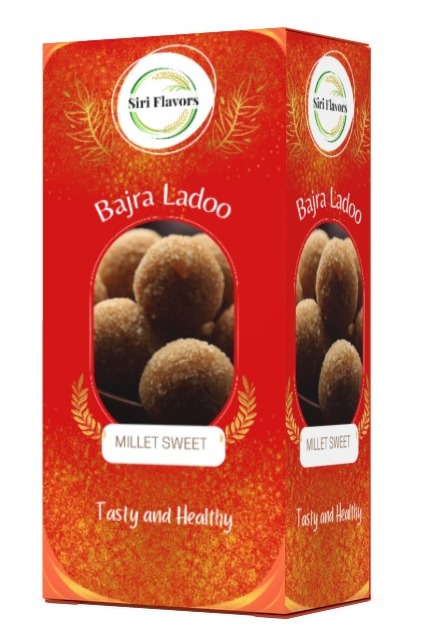 Siri Flavors
Bajra Ladoo
MILLET SWEET
Tasty and Healthy
Siri Flavors
Bajra Ladoo
MILLET SWEET
Tasty and Healthy